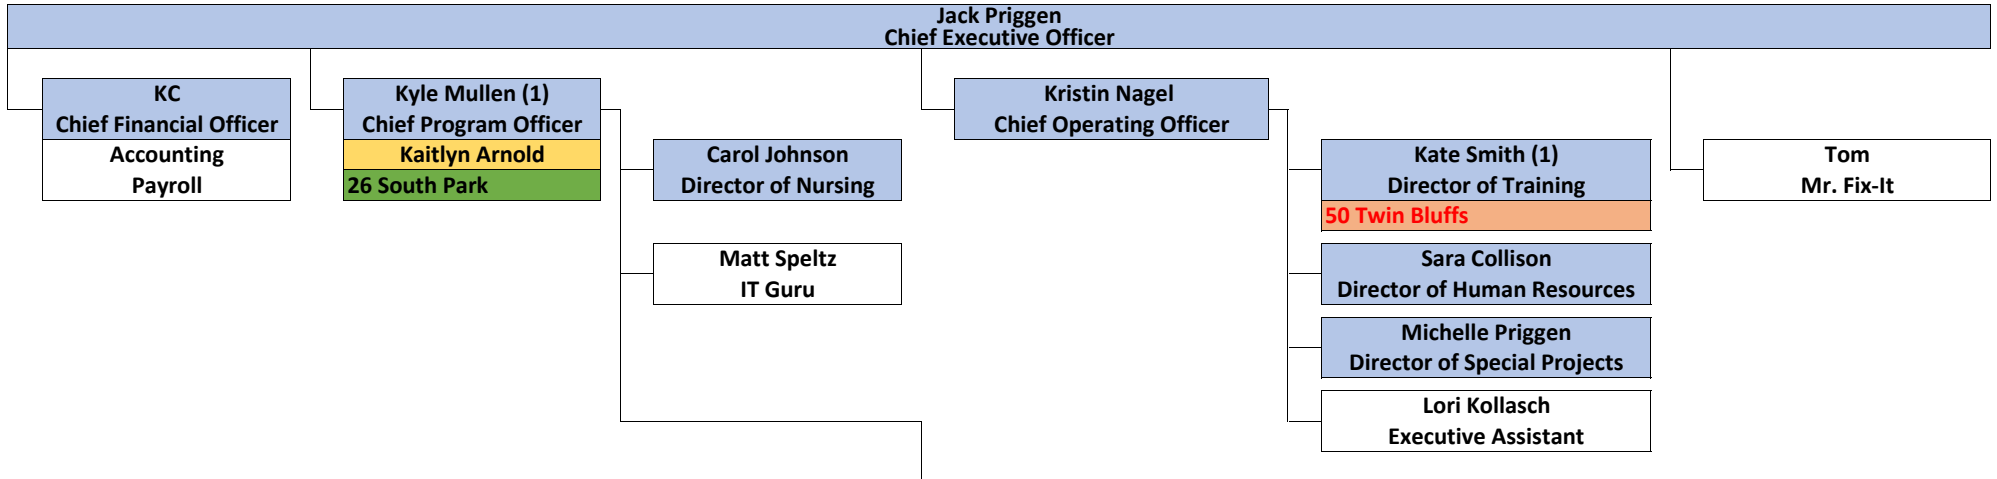 Jack Priggen
Chief Executive Officer
KC
Chief Financial Officer
Accounting
Payroll
Kyle Mullen (1)
Chief Program Officer
Kaitlyn Arnold
26 South Park
Carol Johnson
Director of Nursing
Matt Speltz
IT Guru
Kristin Nagel
Chief Operating Officer
Kate Smith (1)
Director of Training
50 Twin Bluffs
Sara Collison
Director of Human Resources
Michelle Priggen
Director of Special Projects
Lori Kollasch
Executive Assistant
Tom
Mr. Fix-It